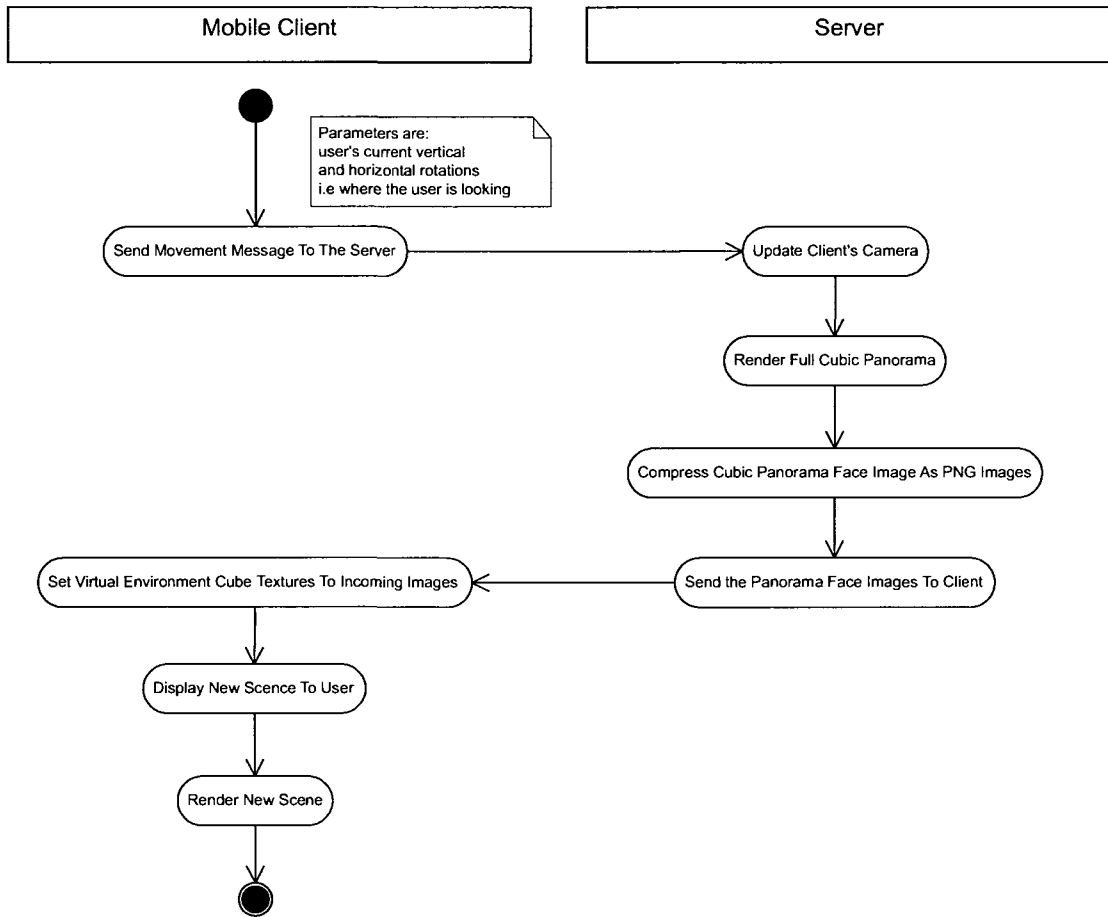 Mobile Client
Server
Parameters are:
user's current vertical
and horizontal rotations
i.e where the user is looking
Send Movement Message To The Server
Update Client's Camera
Render Full Cubic Panorama
Compress Cubic Panorama Face Image As PNG Images
Set Virtual Environment Cube Textures To Incoming Images
Send the Panorama Face Images To Client
Display New Scence To User
Render New Scene